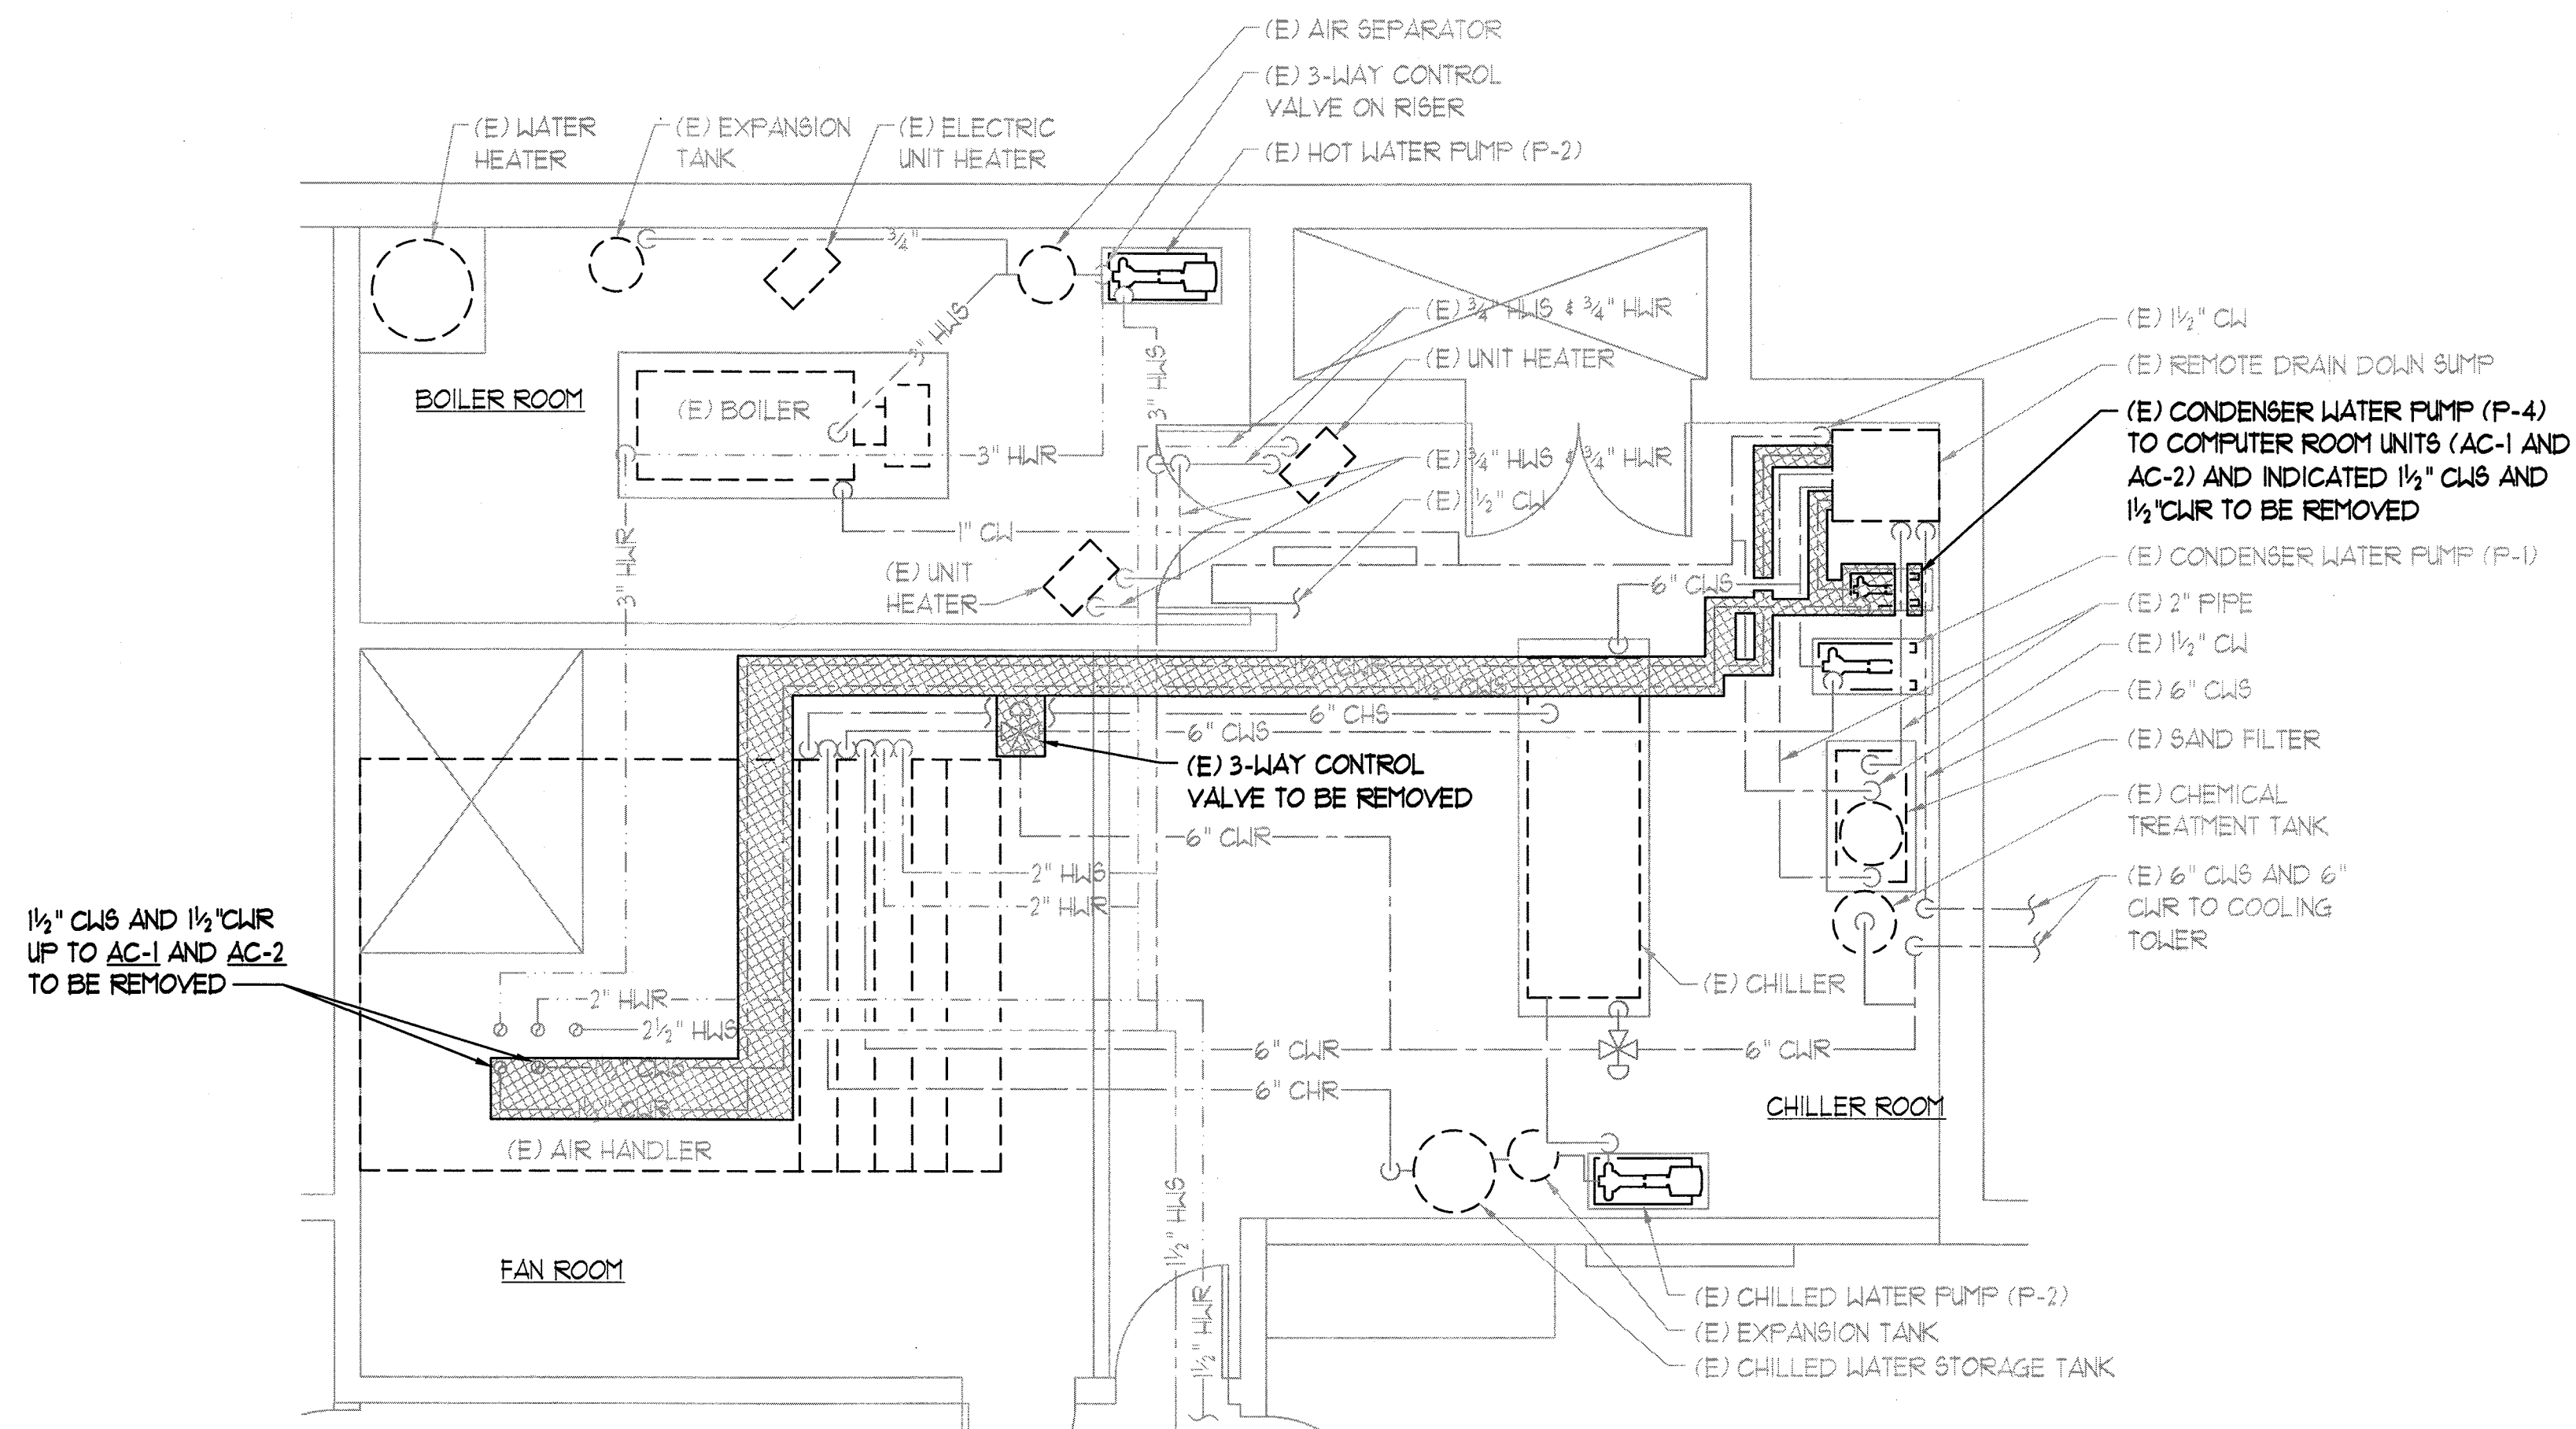 (E) AIR SEPARATOR
(E) 3-WAY CONTROL
VALVE ON RISER
(E) HOT WATER PUMP (P-2)
(E) WATER
HEATER
(E) EXPANSION
TANK
(E) ELECTRIC
UNIT HEATER
3/4"
3" HWS
3" HWS
BOILER ROOM
(E) BOILER
3" HWR
3" HWR
1" CW
(E) UNIT
HEATER
(E) 3/4" HWS & 3/4" HWR
(E) UNIT HEATER
(E) 3/4" HWS & 3/4" HWR
(E) 1/2" CW
(E) 1½" CW
(E) REMOTE DRAIN DOWN SUMP
(E) CONDENSER WATER PUMP (P-4)
TO COMPUTER ROOM UNITS (AC-1 AND
AC-2) AND INDICATED 1½" CWS AND
1½"CWR TO BE REMOVED
(E) CONDENSER WATER PUMP (P-1)
(E) 2" PIPE
(E) 1½" CW
(E) 6" CWS
(E) SAND FILTER
(E) CHEMICAL
TREATMENT TANK
(E) 6" CWS AND 6"
CWR TO COOLING
TOWER
6" CWS
CWR
CWS
6" CHS
6" CWS
(E) 3-WAY CONTROL
VALVE TO BE REMOVED
6" CWR
2" HWS
2" HWR
1½" CWS AND 1½"CWR
UP TO AC-1 AND AC-2
TO BE REMOVED
2" HWR
2½" HWS
CWS
CWR
(E) AIR HANDLER
6" CWR
6" CWR
6" CHR
(E) CHILLER
CHILLER ROOM
FAN ROOM
1½" HWS
1½" HWR
(E) CHILLED WATER PUMP (P-2)
(E) EXPANSION TANK
(E) CHILLED WATER STORAGE TANK